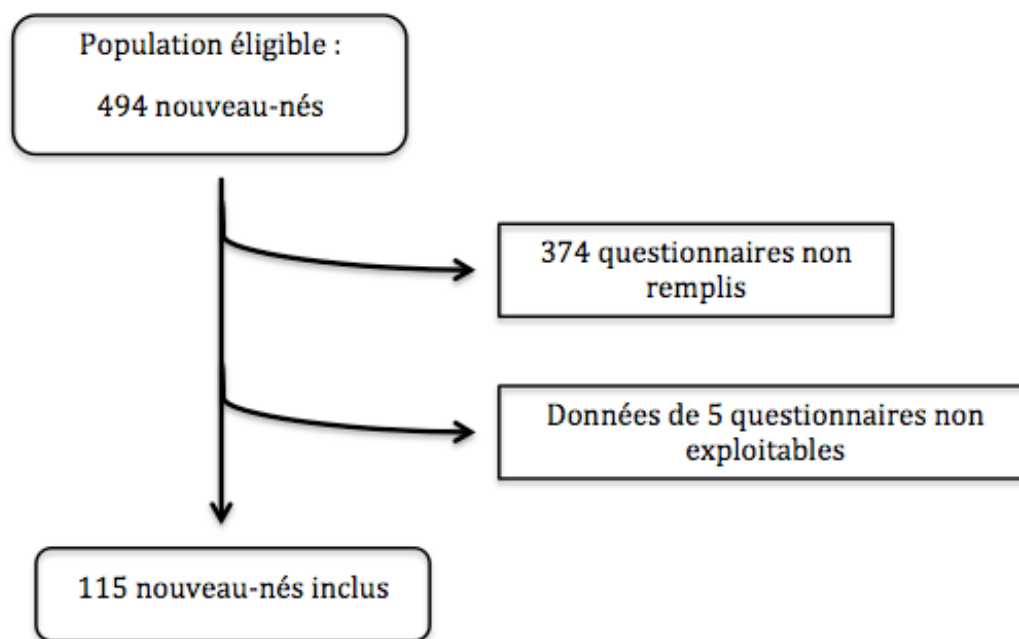 Population éligible :
494 nouveau-nés
374 questionnaires non
remplis
Données de 5 questionnaires non
exploitables
115 nouveau-nés inclus